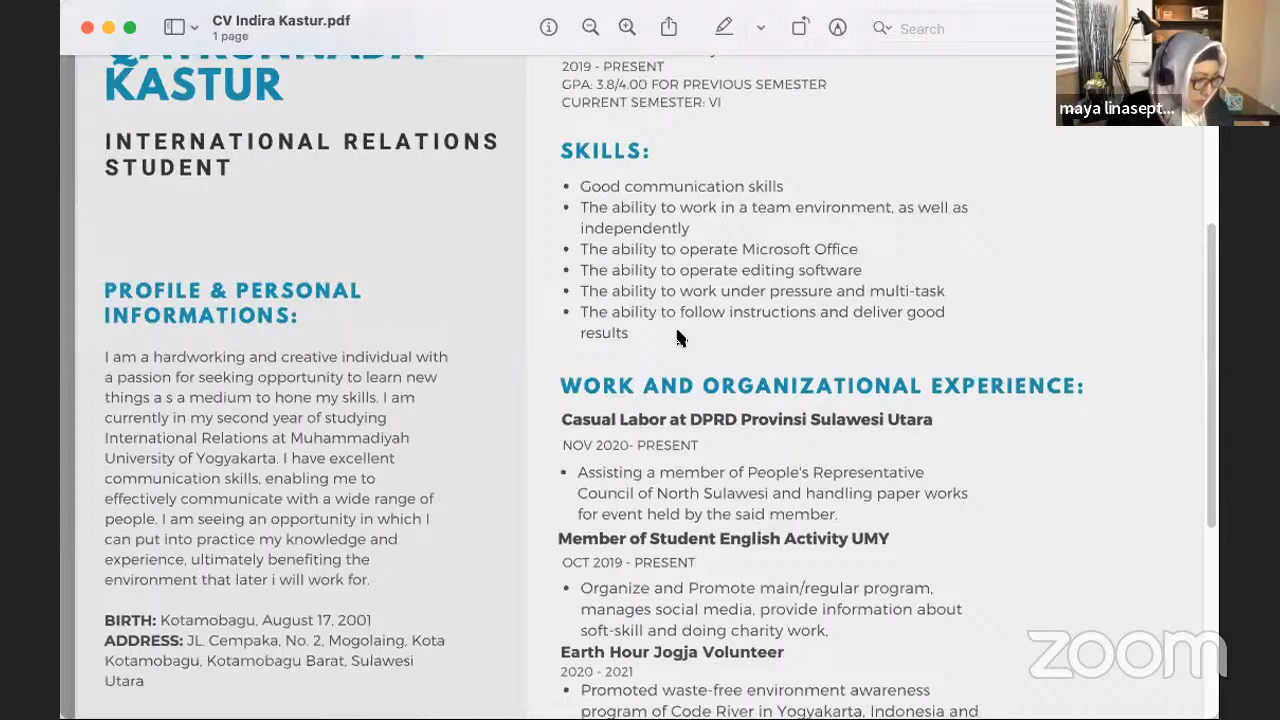 CV Indira Kastur.pdf
1 page
Search
maya linasept...
KASTUR
INTERNATIONAL RELATIONS
STUDENT
PROFILE & PERSONAL
INFORMATIONS:
I am a hardworking and creative individual with
a passion for seeking opportunity to learn new
things a s a medium to hone my skills. I am
currently in my second year of studying
International Relations at Muhammadiyah
University of Yogyakarta. I have excellent
communication skills, enabling me to
effectively communicate with a wide range of
people. I am seeing an opportunity in which I
can put into practice my knowledge and
experience, ultimately benefiting the
environment that later i will work for.
BIRTH: Kotamobagu, August 17, 2001
ADDRESS: JL. Cempaka, No. 2, Mogolaing, Kota
Kotamobagu, Kotamobagu Barat, Sulawesi
Utara
2019 - PRESENT
GPA: 3.8/4.00 FOR PREVIOUS SEMESTER
CURRENT SEMESTER: VI
SKILLS:
• Good communication skills
• The ability to work in a team environment, as well as
independently
• The ability to operate Microsoft Office
• The ability to operate editing software
• The ability to work under pressure and multi-task
• The ability to follow instructions and deliver good
results
WORK AND ORGANIZATIONAL EXPERIENCE:
Casual Labor at DPRD Provinsi Sulawesi Utara
NOV 2020- PRESENT
• Assisting a member of People's Representative
Council of North Sulawesi and handling paper works
for event held by the said member.
Member of Student English Activity UMY
OCT 2019 - PRESENT
• Organize and Promote main/regular program,
manages social media, provide information about
soft-skill and doing charity work,
Earth Hour Jogja Volunteer
2020 - 2021
• Promoted waste-free environment awareness
program of Code River in Yogyakarta, Indonesia and
zoom